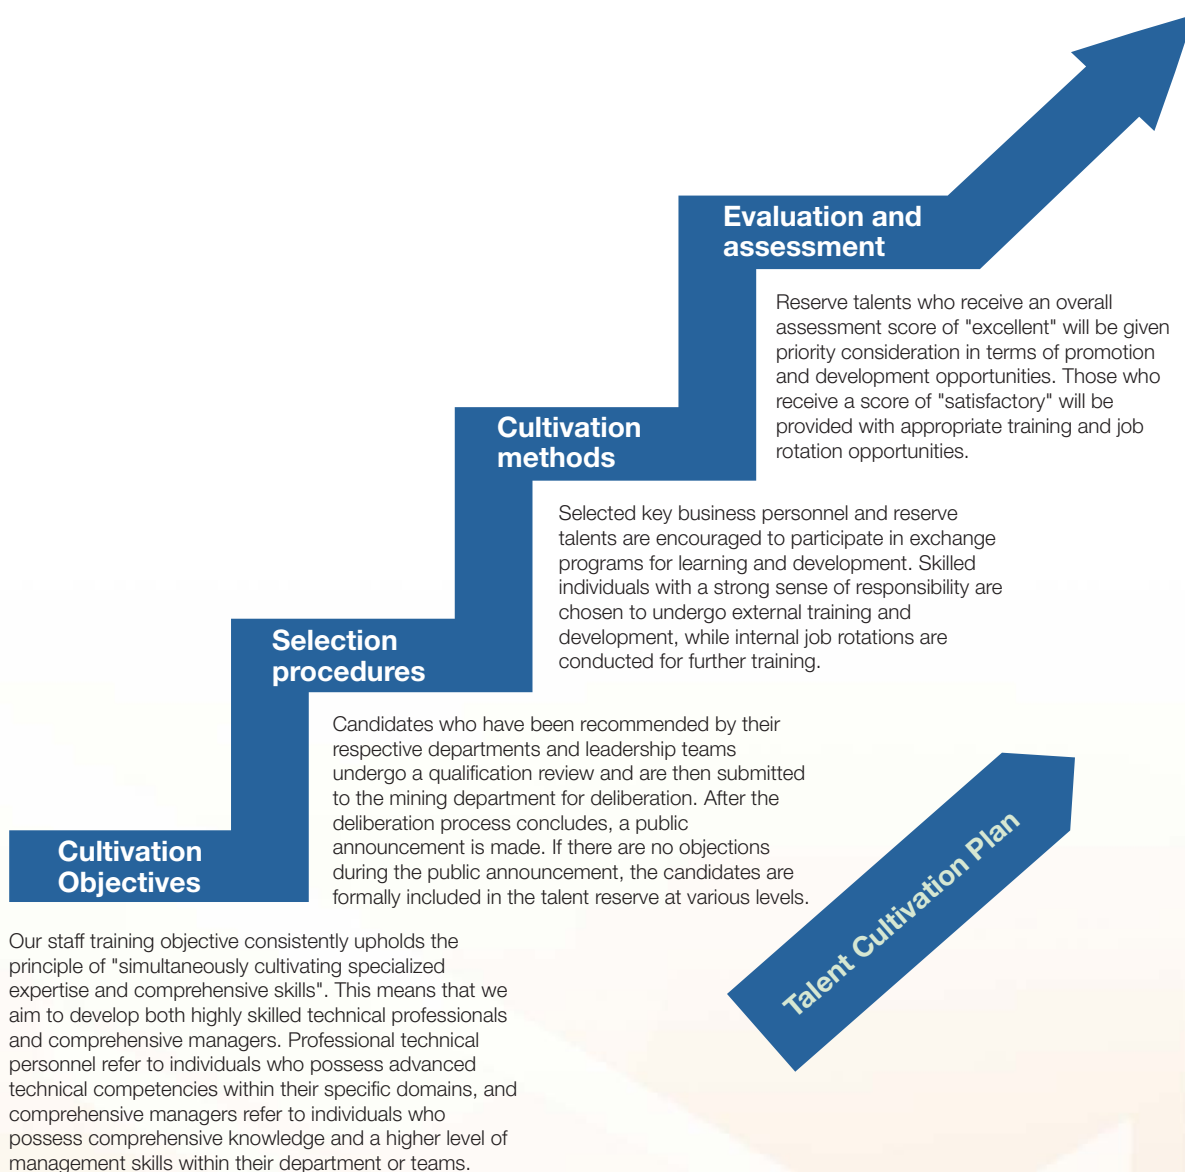 Evaluation and
assessment
Reserve talents who receive an overall
assessment score of "excellent" will be given
priority consideration in terms of promotion
and development opportunities. Those who
receive a score of "satisfactory" will be
provided with appropriate training and job
rotation opportunities.
Cultivation
methods
Selected key business personnel and reserve
talents are encouraged to participate in exchange
programs for learning and development. Skilled
individuals with a strong sense of responsibility are
chosen to undergo external training and
development, while internal job rotations are
conducted for further training.
Selection
procedures
Candidates who have been recommended by their
respective departments and leadership teams
undergo a qualification review and are then submitted
to the mining department for deliberation. After the
deliberation process concludes, a public
announcement is made. If there are no objections
during the public announcement, the candidates are
formally included in the talent reserve at various levels.
Cultivation
Objectives
Our staff training objective consistently upholds the
principle of "simultaneously cultivating specialized
expertise and comprehensive skills". This means that we
aim to develop both highly skilled technical professionals
and comprehensive managers. Professional technical
personnel refer to individuals who possess advanced
technical competencies within their specific domains, and
comprehensive managers refer to individuals who
possess comprehensive knowledge and a higher level of
management skills within their department or teams.
Talent Cultivation Plan